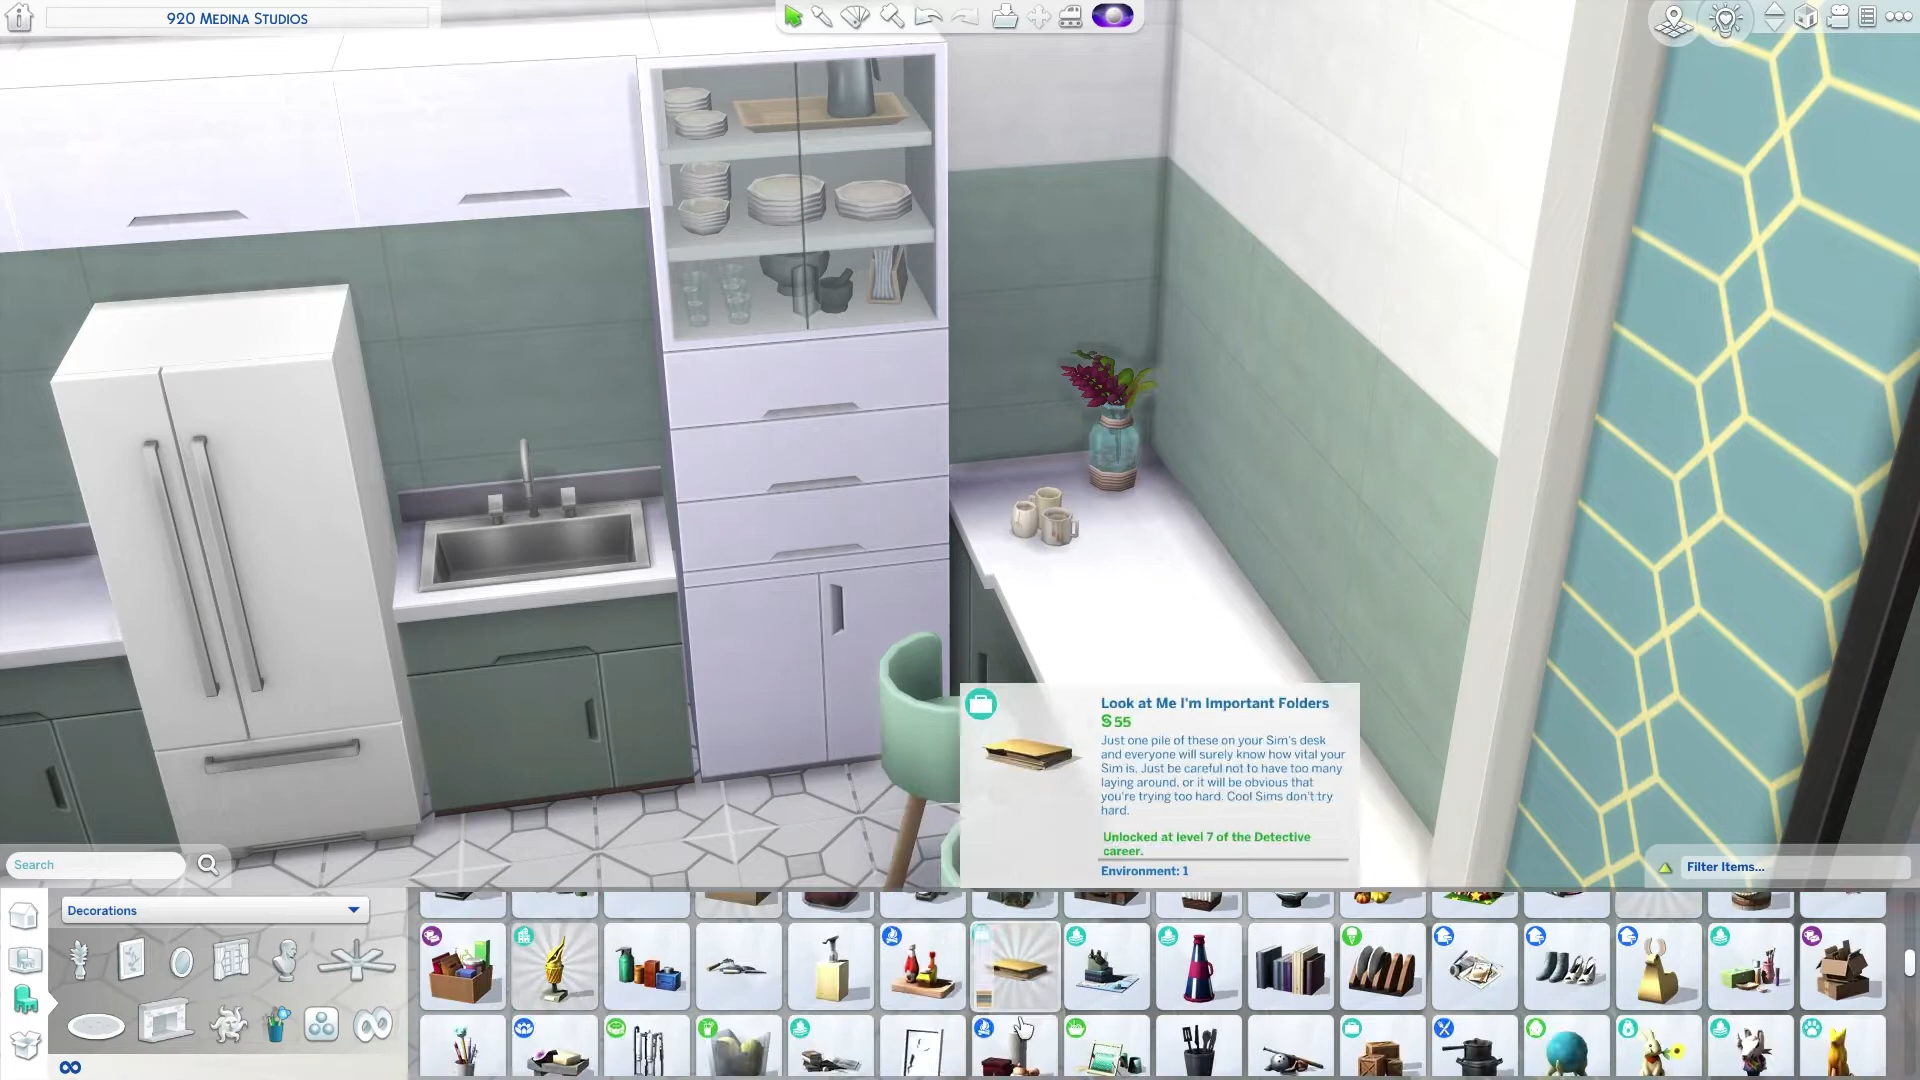 920 Medina Studios
Look at Me I'm Important Folders
§55
Just one pile of these on your Sim's desk
and everyone will surely know how vital your
Sim is. Just be careful not to have too many
laying around, or it will be obvious that
you're trying too hard. Cool Sims don't try
hard.
Unlocked at level 7 of the Detective
career.
Environment: 1
Search
Filter Items...
Decorations